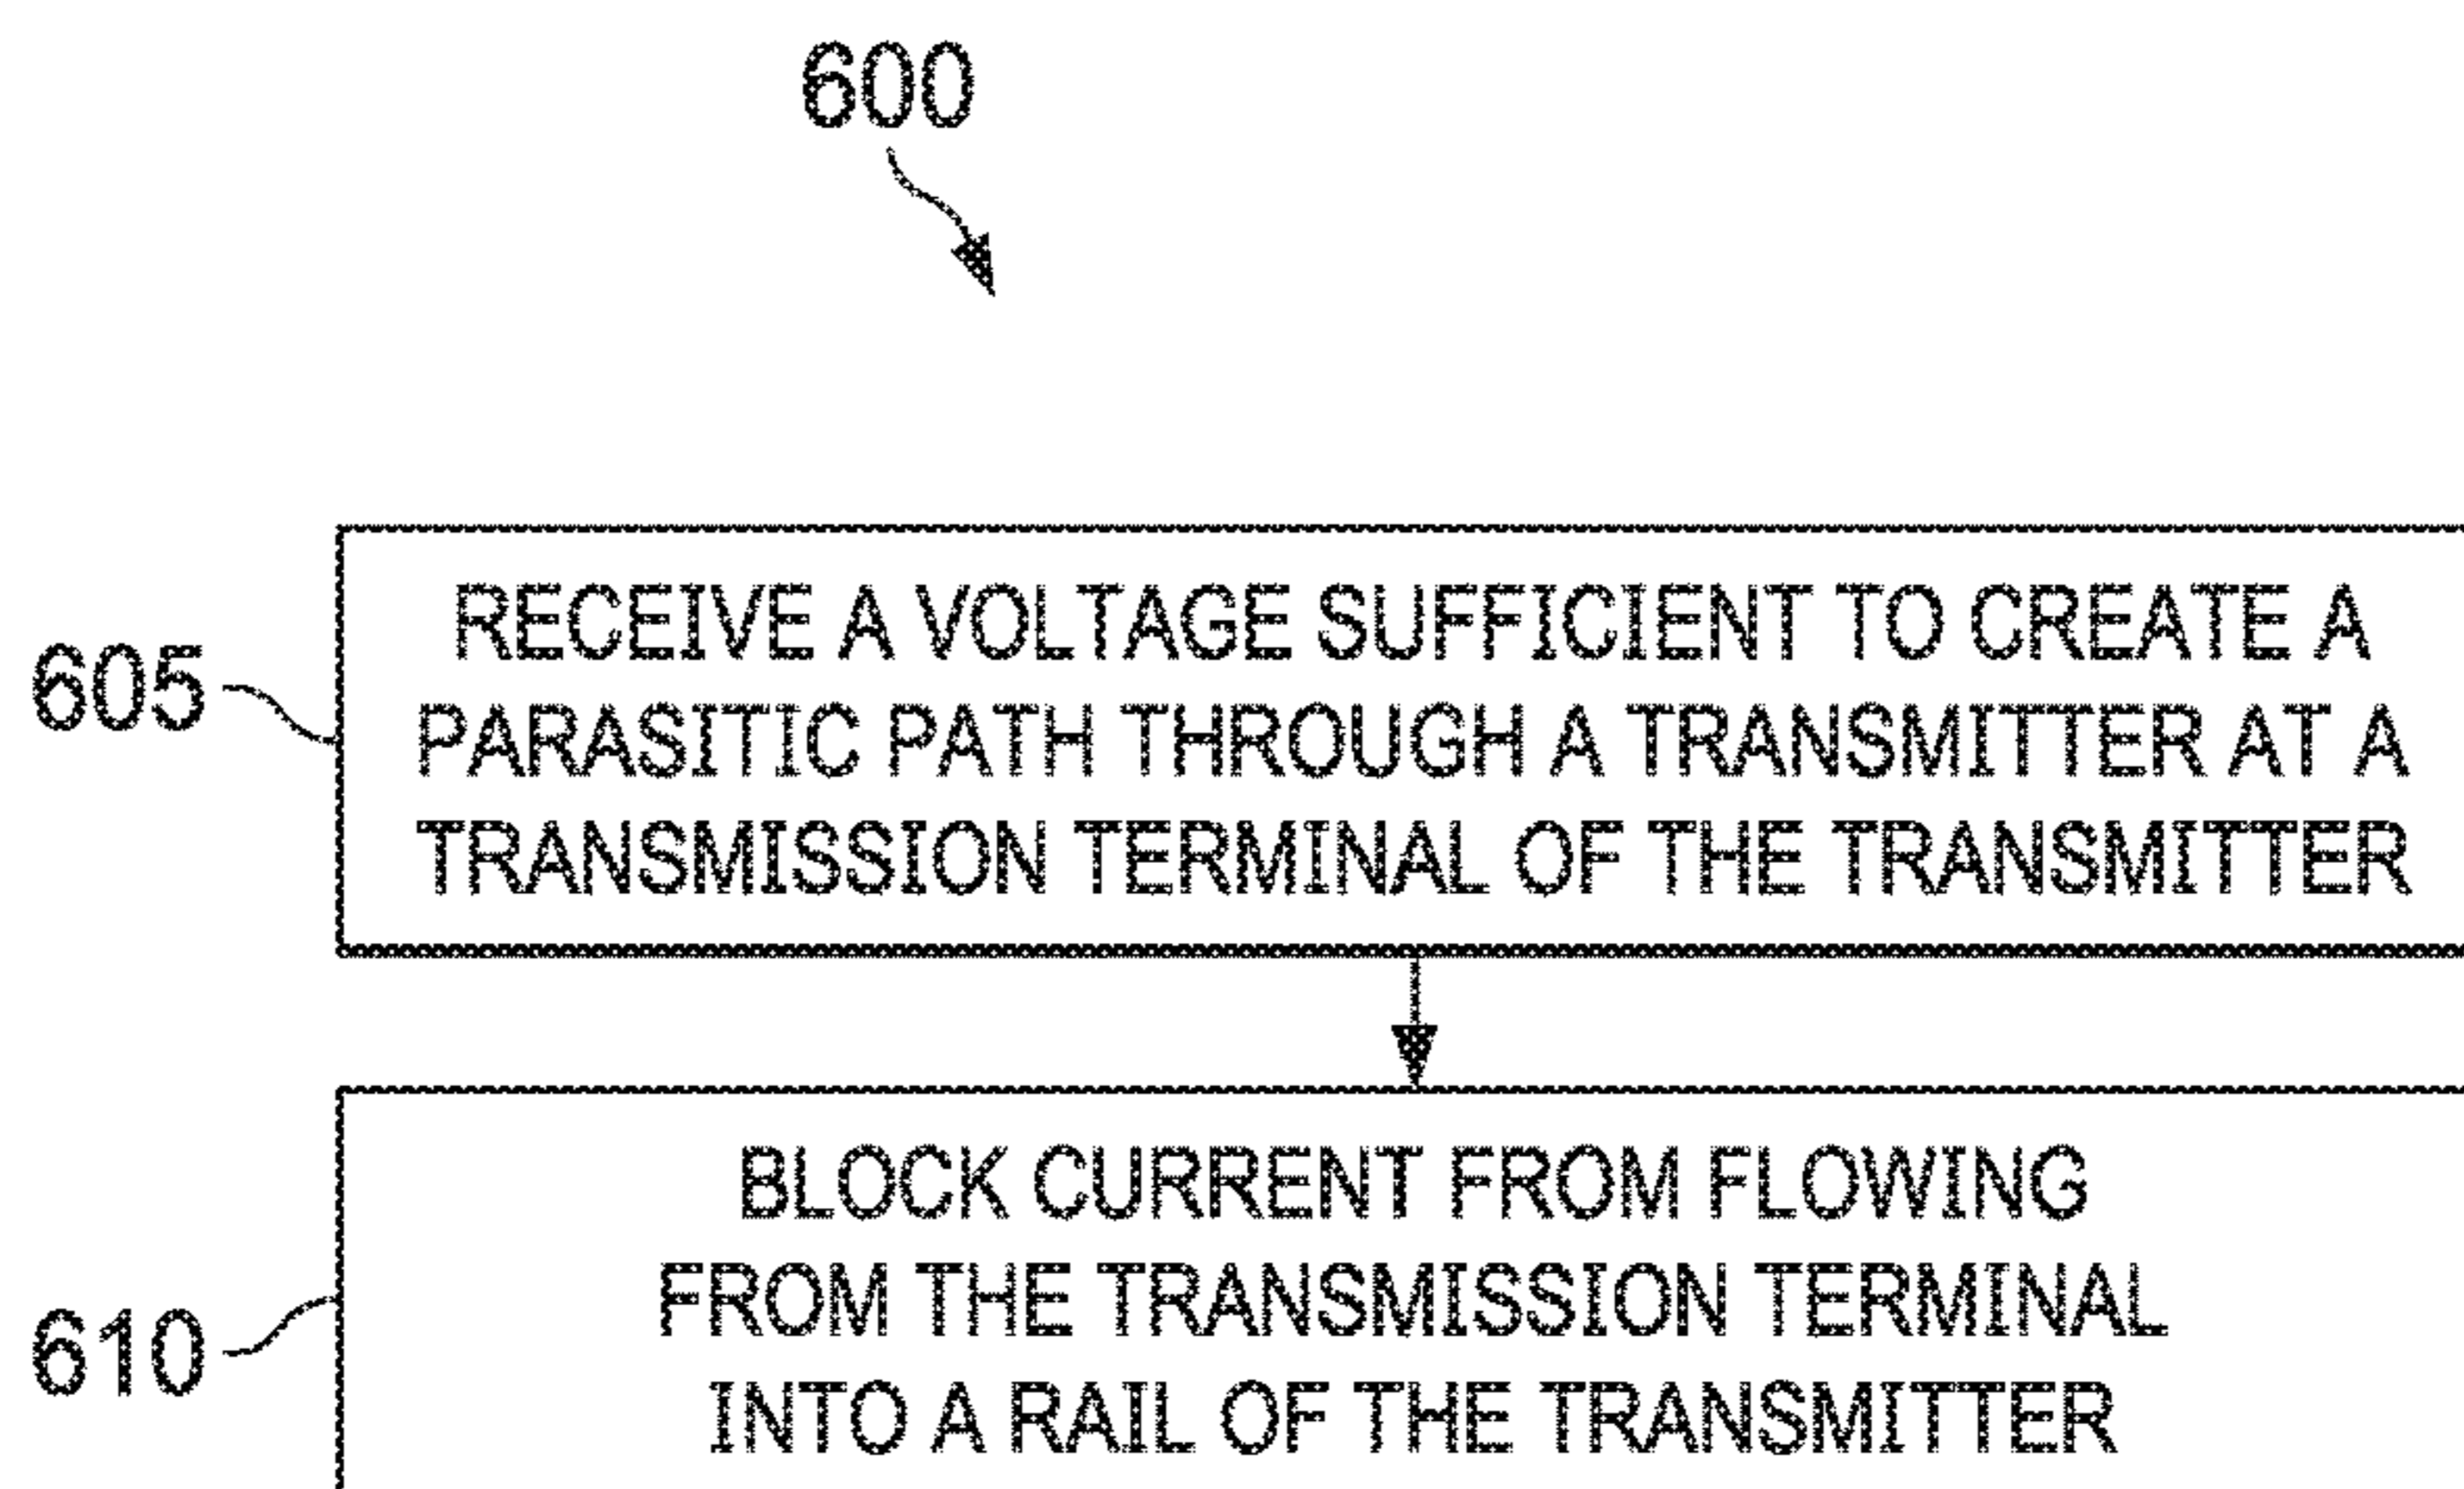 600
605
RECEIVE A VOLTAGE SUFFICIENT TO CREATE A
PARASITIC PATH THROUGH A TRANSMITTER AT A
TRANSMISSION TERMINAL OF THE TRANSMITTER
610
BLOCK CURRENT FROM FLOWING
FROM THE TRANSMISSION TERMINAL
INTO A RAIL OF THE TRANSMITTER